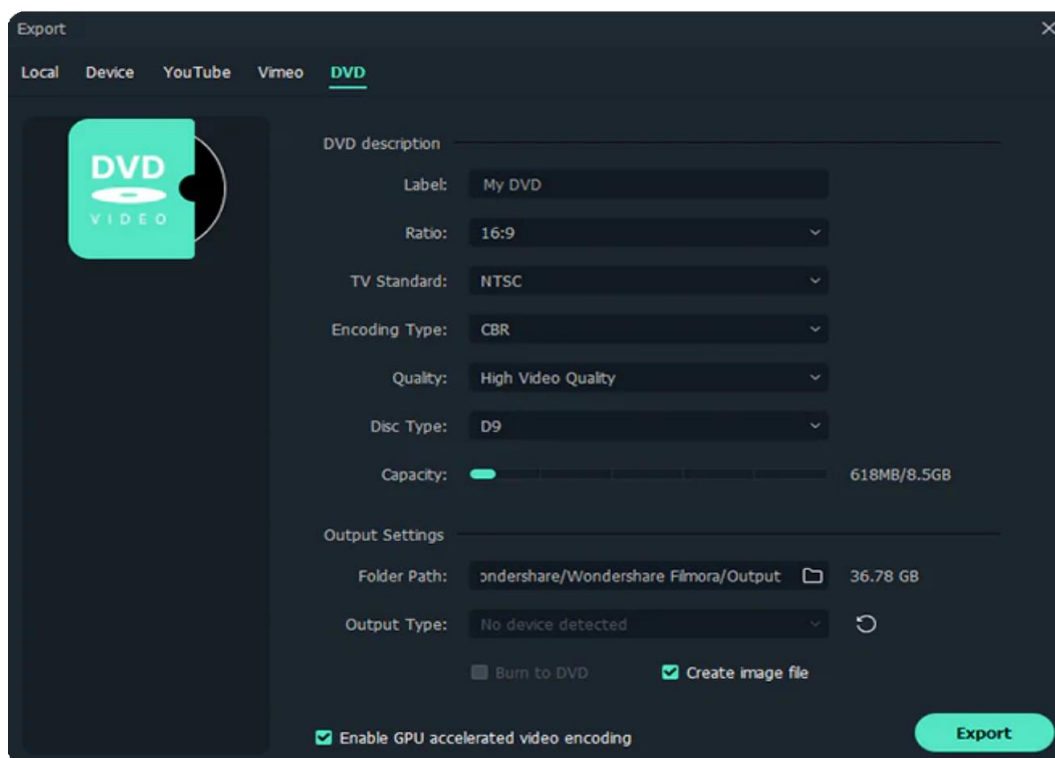 Export
Local Device YouTube Vimeo DVD
DVD
VIDEO
DVD description
Label: My DVD
Ratio: 16:9
TV Standard: NTSC
Encoding Type: CBR
Quality: High Video Quality
Disc Type: D9
Capacity: 618MB/8.5GB
Output Settings
Folder Path: ondershare/Wondershare Filmora/Output 36.78 GB
Output Type: No device detected
Burn to DVD Create image file
Enable GPU accelerated video encoding
Export